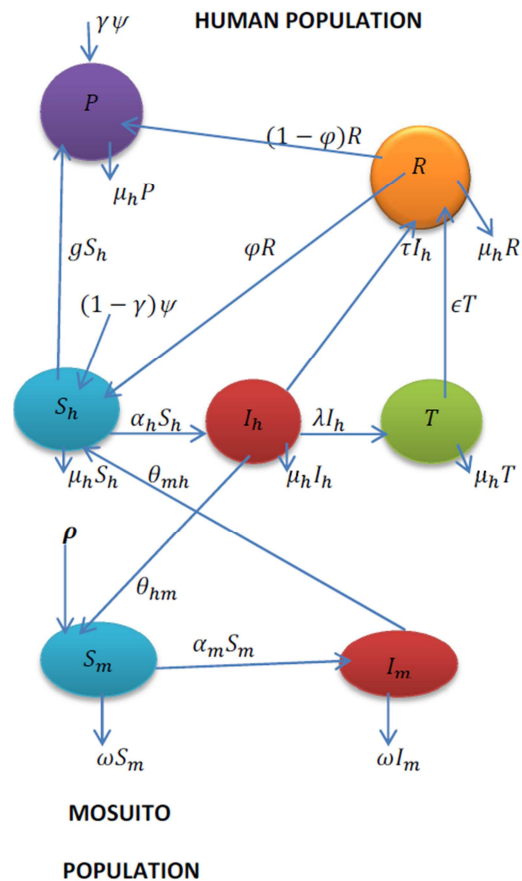 γψ
HUMAN POPULATION
P
(1 − φ)R
R
μ_h P
τI_h
μ_h R
gS_h
φR
ϵT
(1 − γ)ψ
S_h
α_h S_h
I_h
λI_h
T
μ_h S_h
θ_mh
μ_h I_h
μ_h T
ρ
θ_hm
S_m
α_m S_m
I_m
ωS_m
ωI_m
MOSUITO
POPULATION